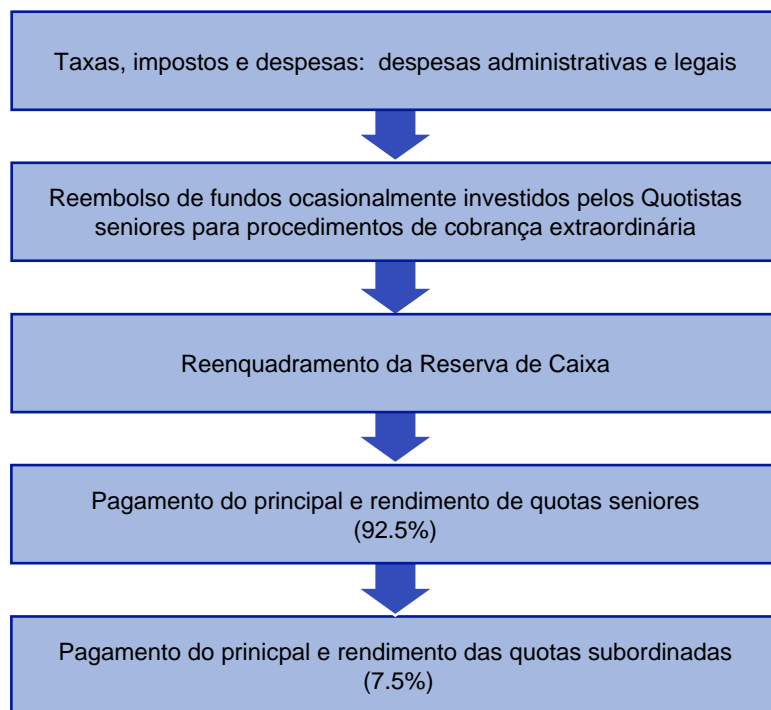 Taxas, impostos e despesas: despesas administrativas e legais
Reembolso de fundos ocasionalmente investidos pelos Quotistas
seniores para procedimentos de cobrança extraordinária
Reenquadramento da Reserva de Caixa
Pagamento do principal e rendimento de quotas seniores
(92.5%)
Pagamento do prinicpal e rendimento das quotas subordinadas
(7.5%)